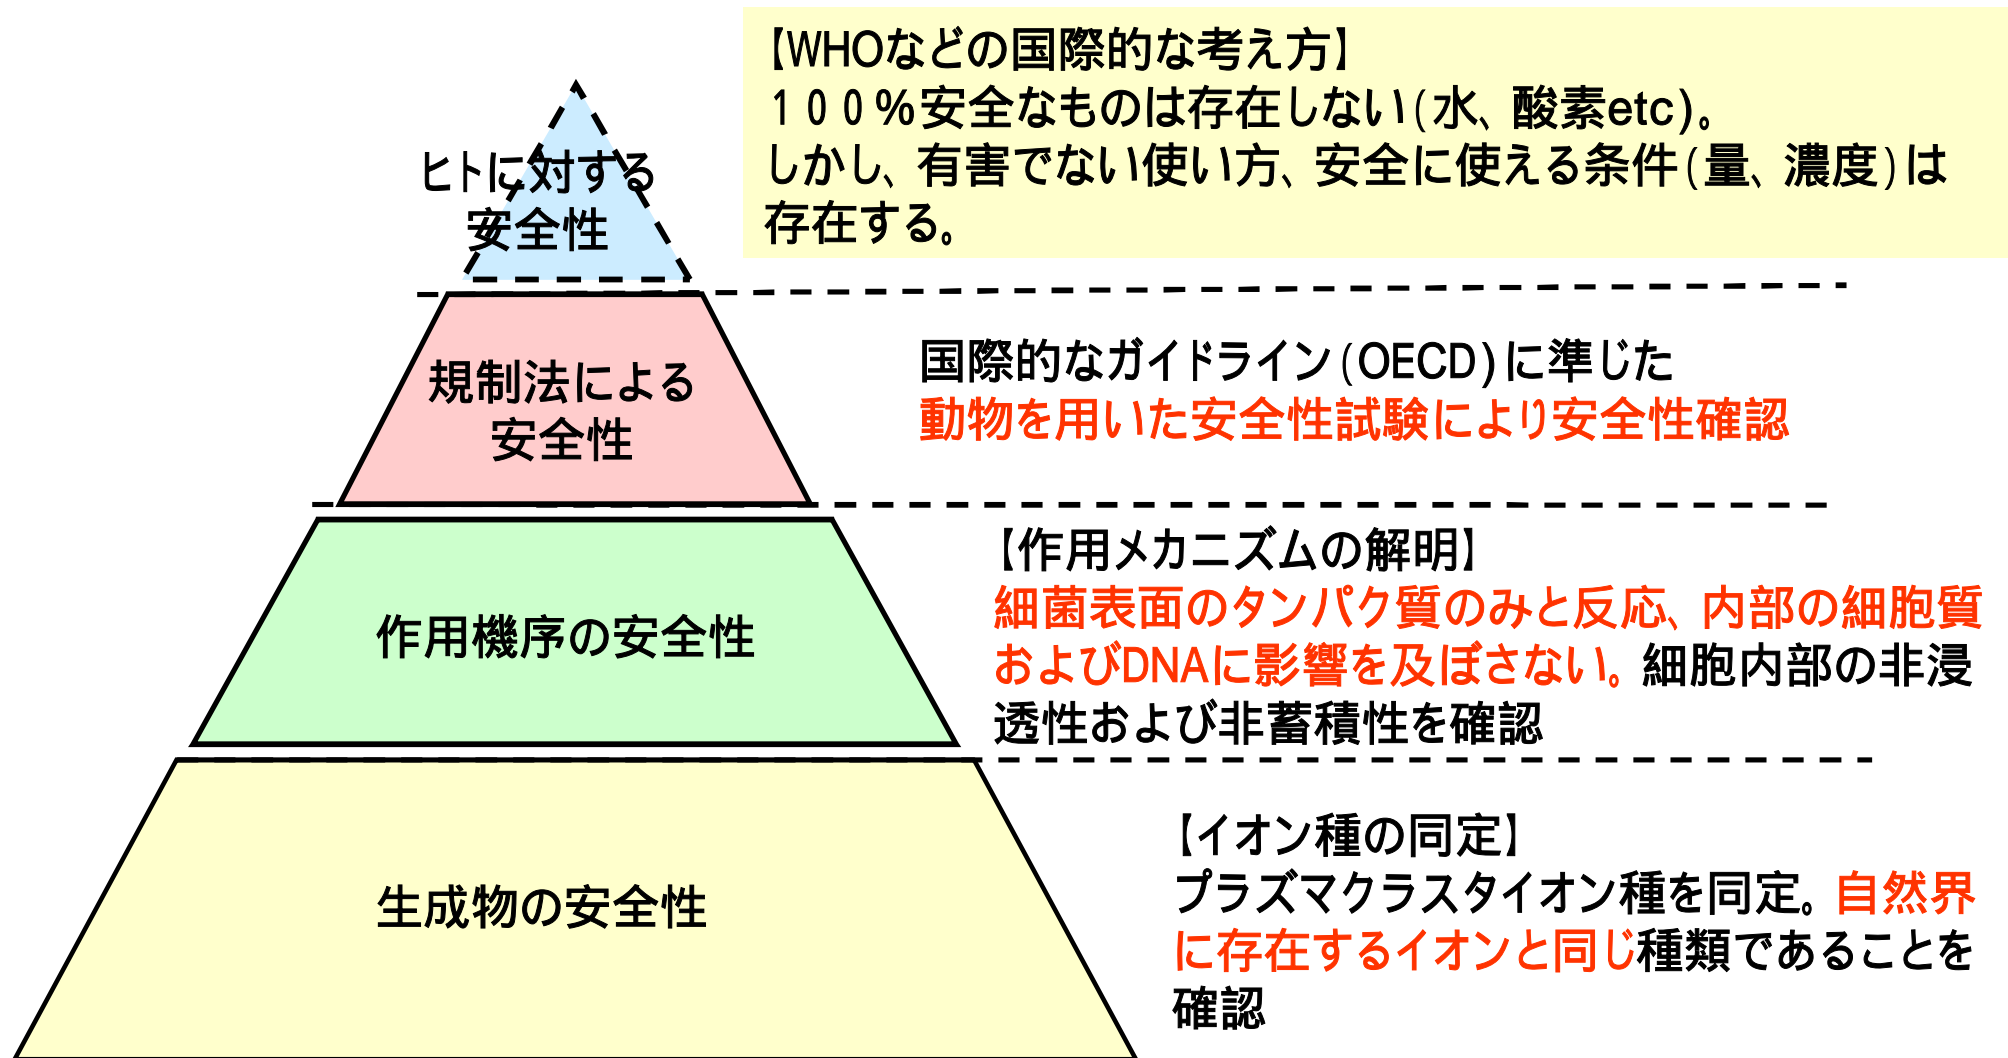 【WHOなどの国際的な考え方】
１００％安全なものは存在しない(水、酸素etc)。
しかし、有害でない使い方、安全に使える条件(量、濃度)は
存在する。
ヒトに対する
安全性
規制法による
安全性
国際的なガイドライン(OECD)に準じた
動物を用いた安全性試験により安全性確認
作用機序の安全性
【作用メカニズムの解明】
細菌表面のタンパク質のみと反応、内部の細胞質
およびDNAに影響を及ぼさない。細胞内部の非浸
透性および非蓄積性を確認
生成物の安全性
【イオン種の同定】
プラズマクラスタイオン種を同定。自然界
に存在するイオンと同じ種類であることを
確認